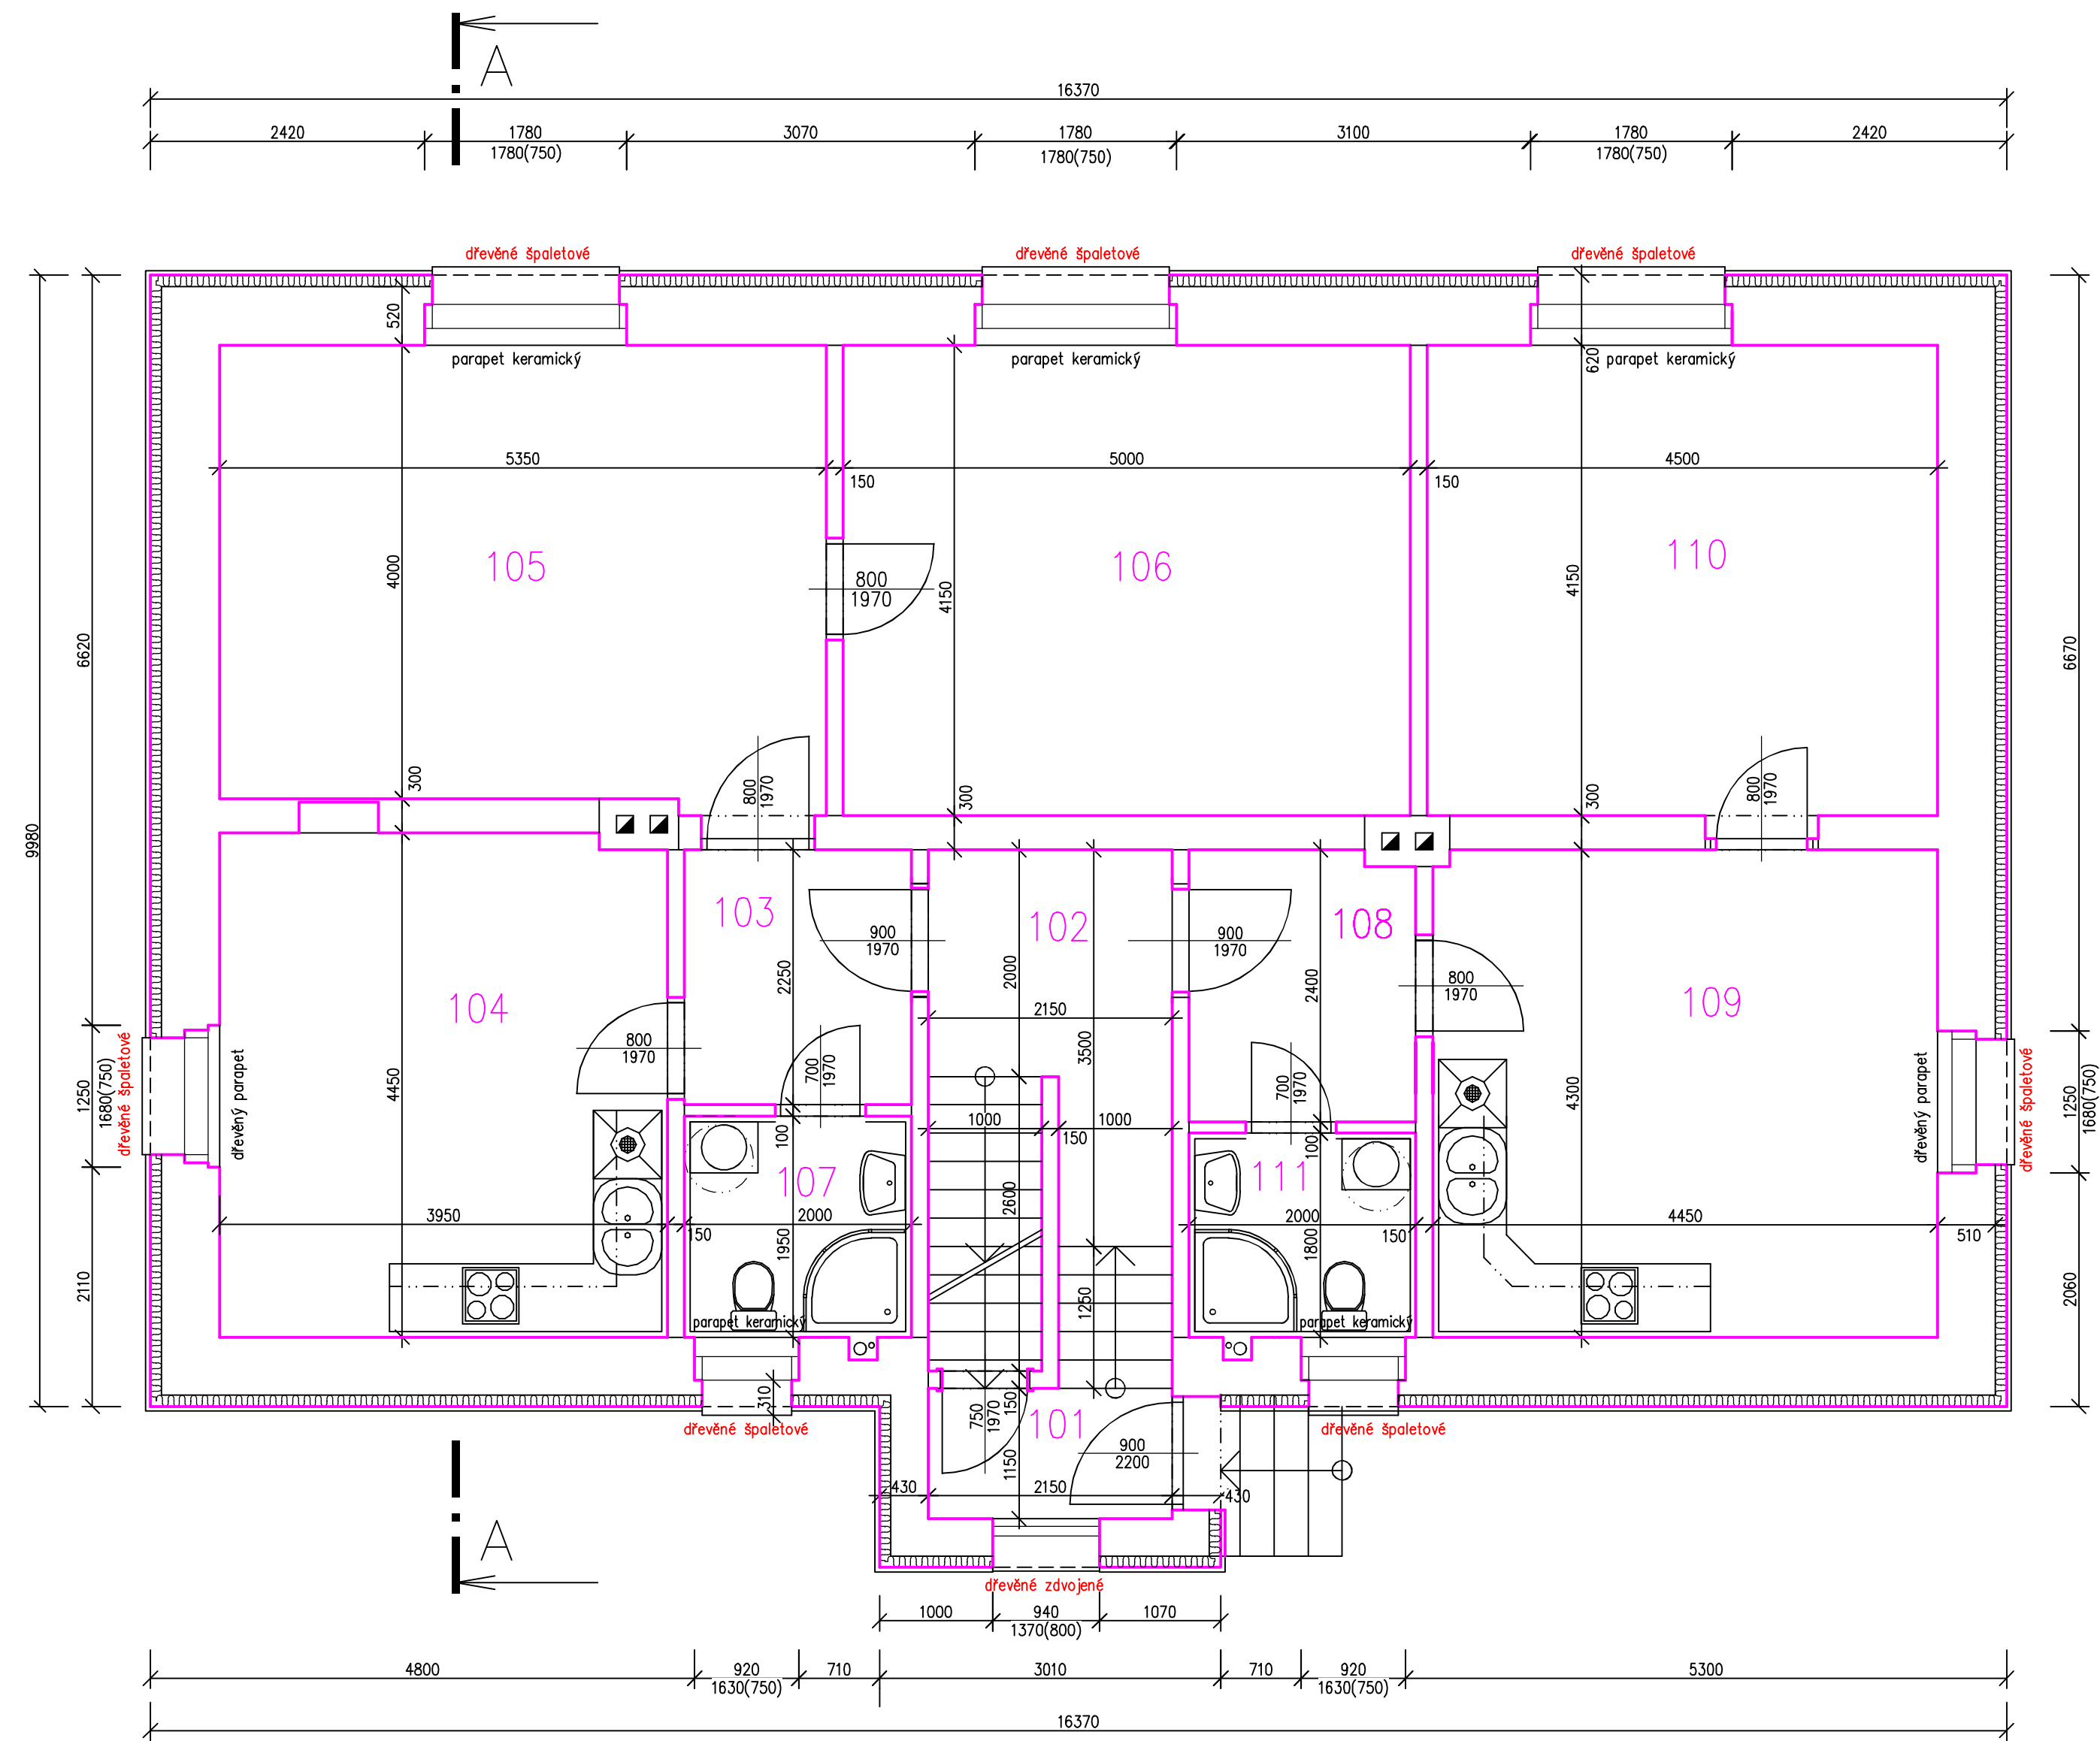 A
16370
2420 1780 3070 1780 3100 1780 2420
1780(750) 1780(750) 1780(750)
dřevěné špaletové dřevěné špaletové dřevěné špaletové
520
parapet keramický parapet keramický 620 parapet keramický
5350 5000 4500
150 150
105 106 110
4000 4150 4150
800
1970
6620 6670
9980
300 300 300
800
1970
800
1970
103 102 108
900
1970
900
1970
2250 2000 2400
800
1970
104 109
2150
3500
800
1970
700
1970
700
1970
1250
1680(750)
dřevěné špaletové
dřevěný parapet
4450 4300
dřevěný parapet
dřevěné špaletové
1250
1680(750)
100 1000 150 1000 100
107 111
2600
3950 150 2000 2000 150 4450 510
1950 1800
2110 1250 2060
parapet keramický parapet keramický
310
dřevěné špaletové dřevěné špaletové
750
1970
150
101
900
2200
1150
430 2150 430
A
dřevěné zdvojené
1000 940 1070
1370(800)
4800 920 710 3010 710 920 5300
1630(750) 1630(750)
16370